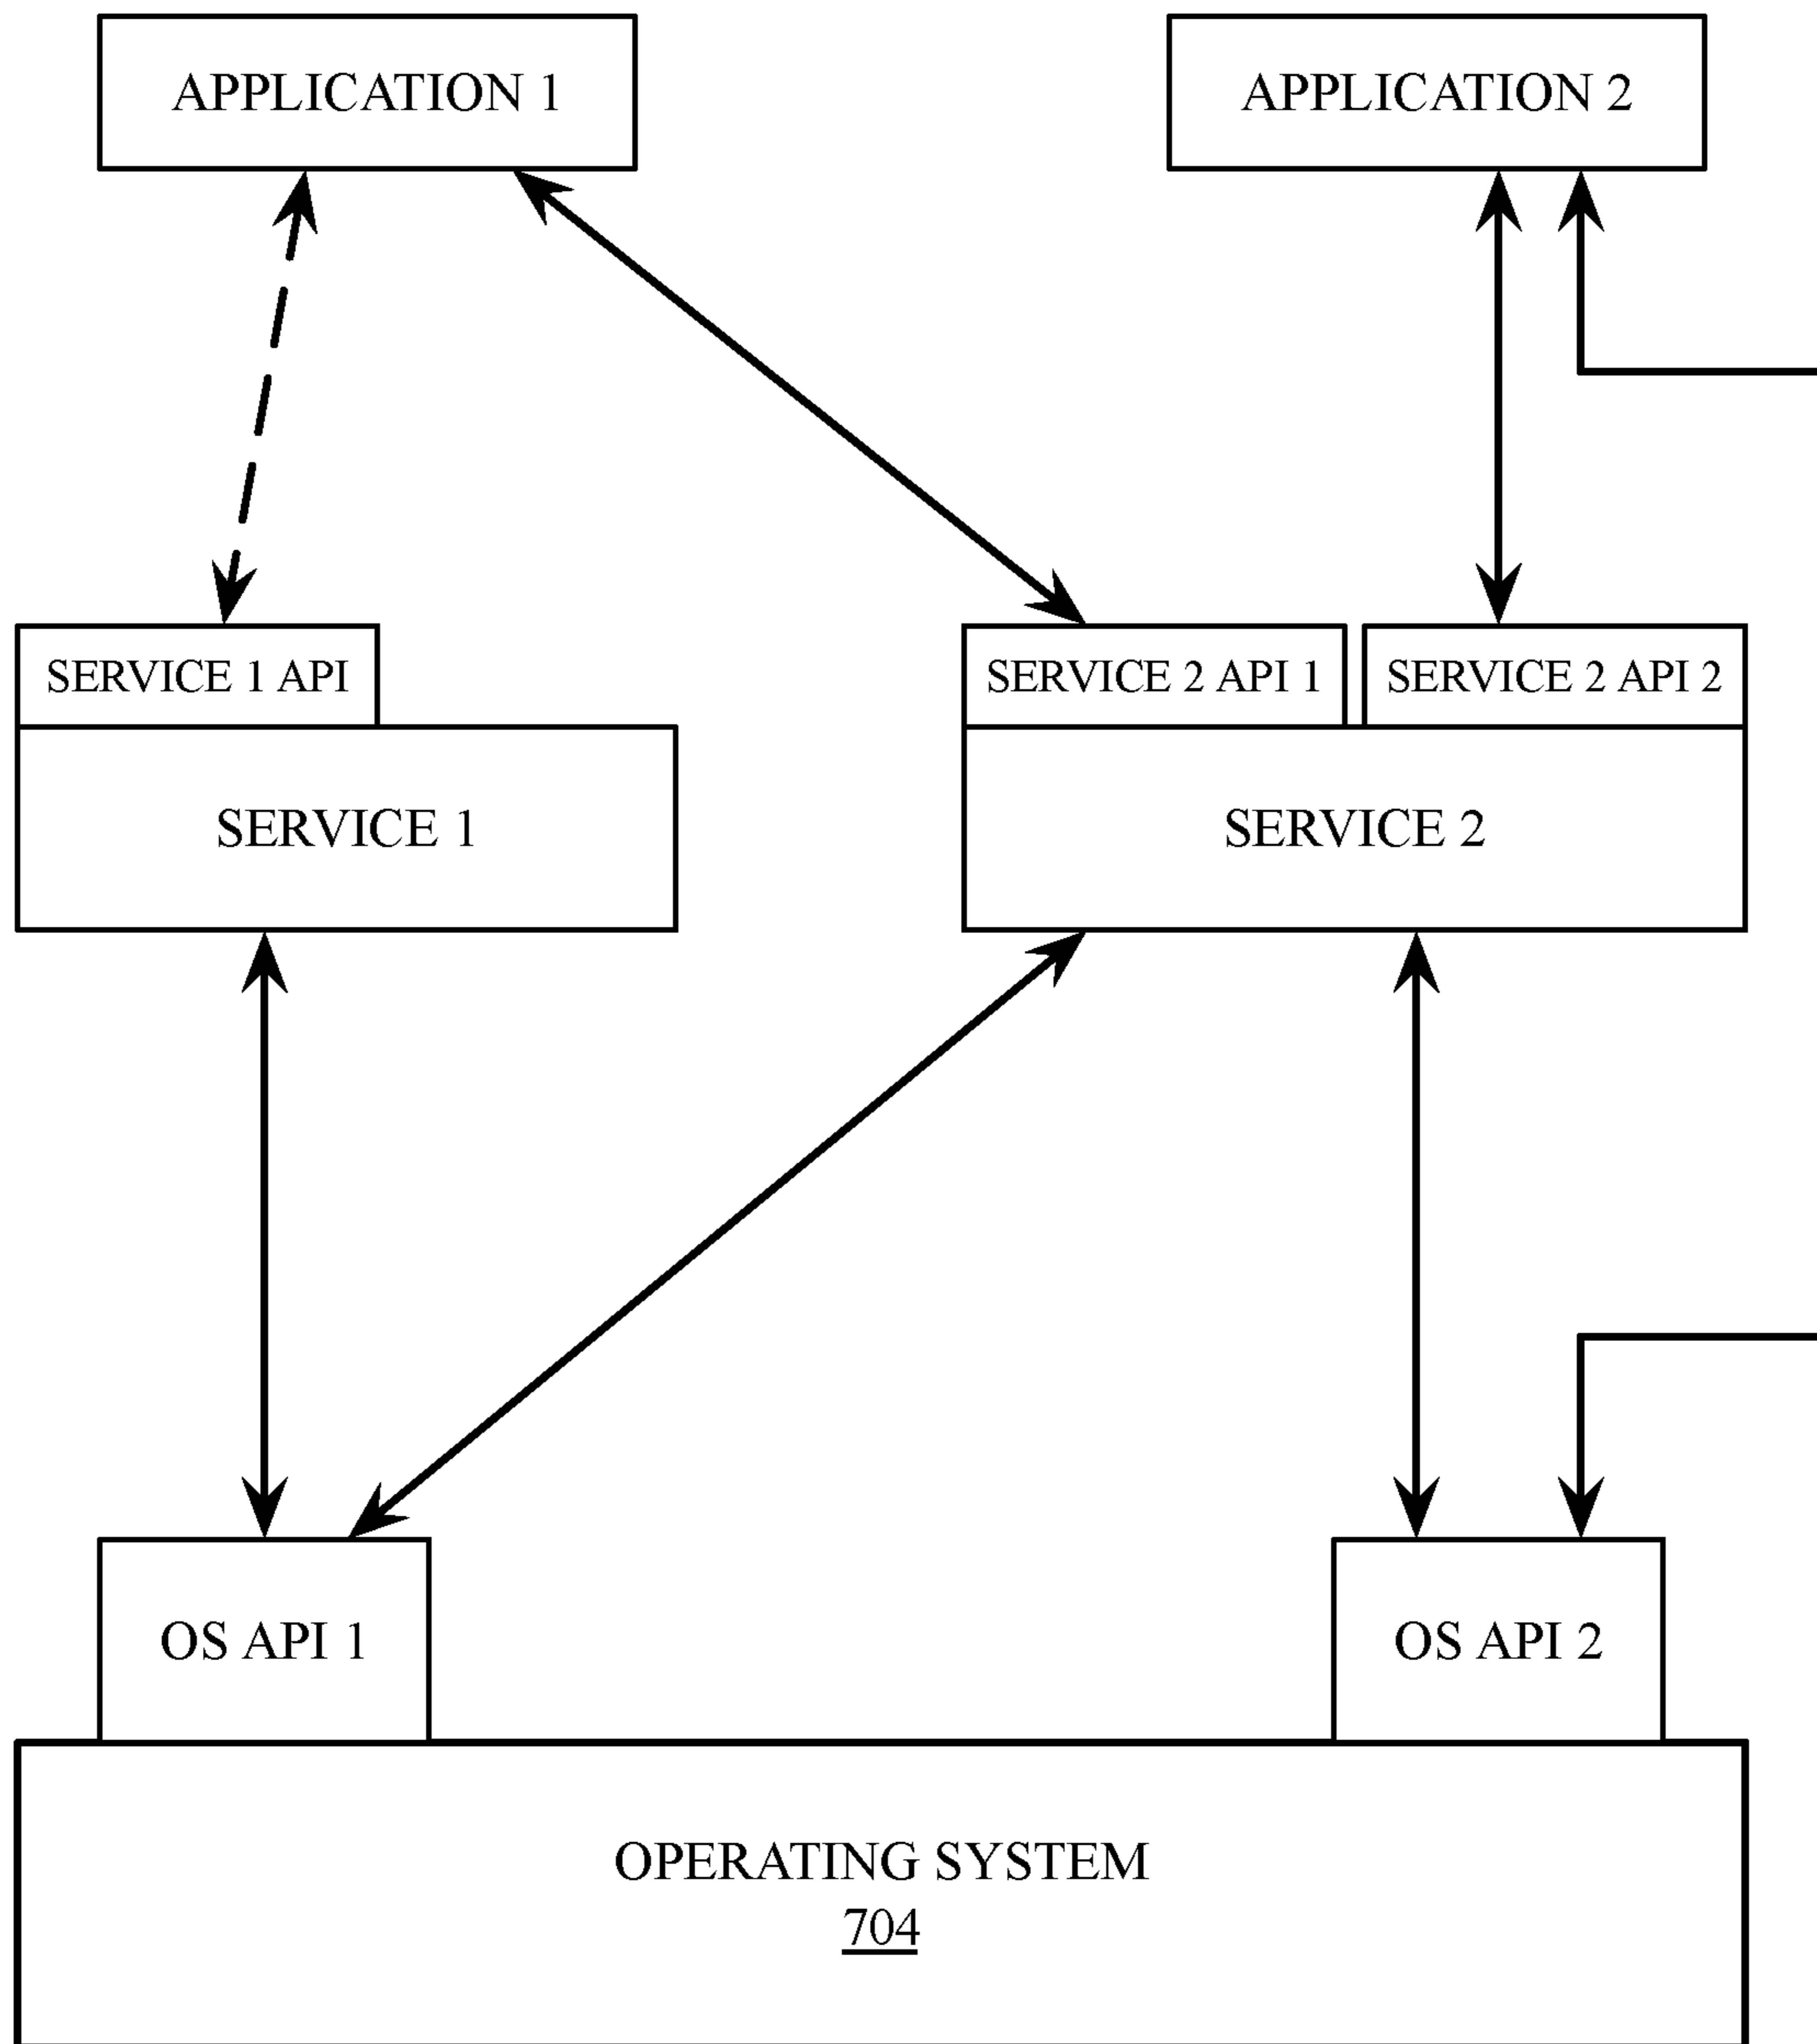 APPLICATION 1
APPLICATION 2
SERVICE 1 API
SERVICE 2 API 1
SERVICE 2 API 2
SERVICE 1
SERVICE 2
OS API 1
OS API 2
OPERATING SYSTEM
704